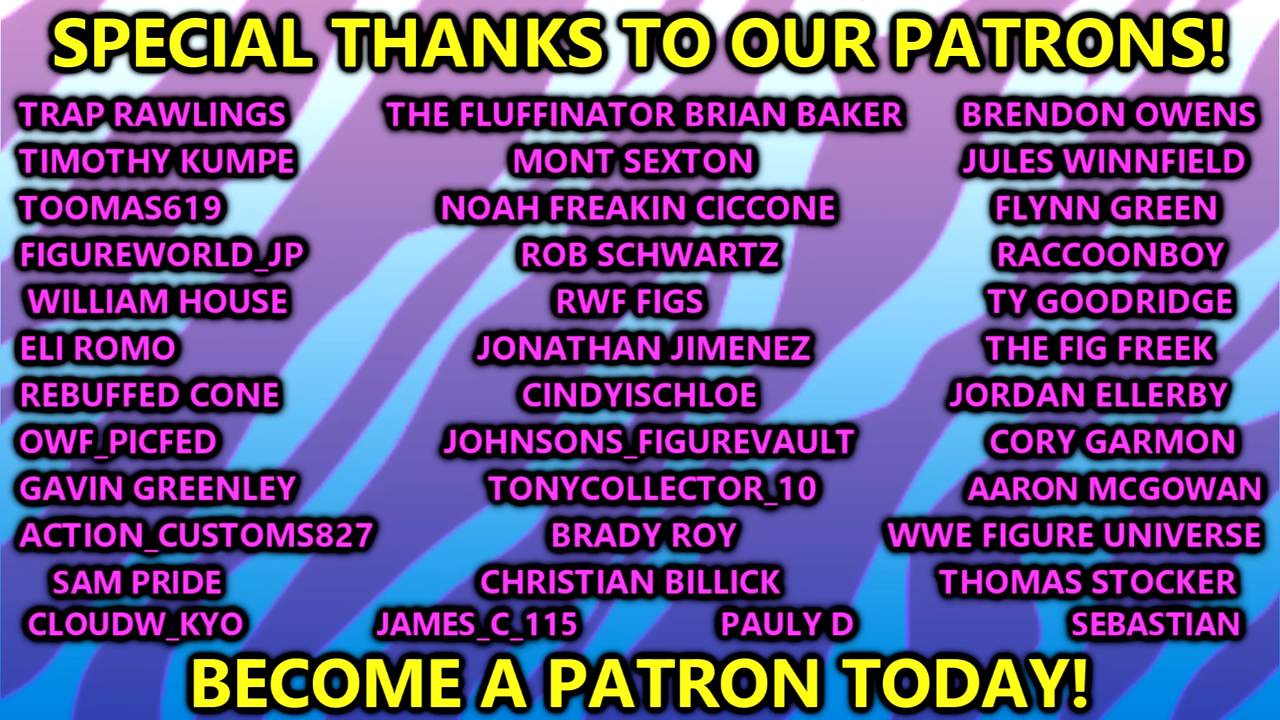 SPECIAL THANKS TO OUR PATRONS!
TRAP RAWLINGS THE FLUFFINATOR BRIAN BAKER BRENDON OWENS
TIMOTHY KUMPE MONT SEXTON JULES WINNFIELD
TOOMAS619 NOAH FREAKIN CICCONE FLYNN GREEN
FIGUREWORLD_JP ROB SCHWARTZ RACCOONBOY
WILLIAM HOUSE RWF FIGS TY GOODRIDGE
ELI ROMO JONATHAN JIMENEZ THE FIG FREEK
REBUFFED CONE CINDYISCHLOE JORDAN ELLERBY
OWF_PICFED JOHNSONS_FIGUREVAULT CORY GARMON
GAVIN GREENLEY TONYCOLLECTOR_10 AARON MCGOWAN
ACTION_CUSTOMS827 BRADY ROY WWE FIGURE UNIVERSE
SAM PRIDE CHRISTIAN BILLICK THOMAS STOCKER
CLOUDW_KYO JAMES_C_115 PAULY D SEBASTIAN
BECOME A PATRON TODAY!